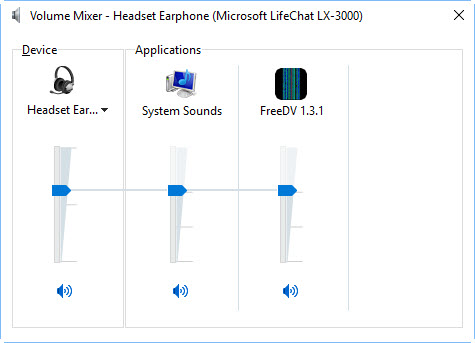 Volume Mixer - Headset Earphone (Microsoft LifeChat LX-3000)
Device
Applications
Headset Ear...
System Sounds
FreeDV 1.3.1